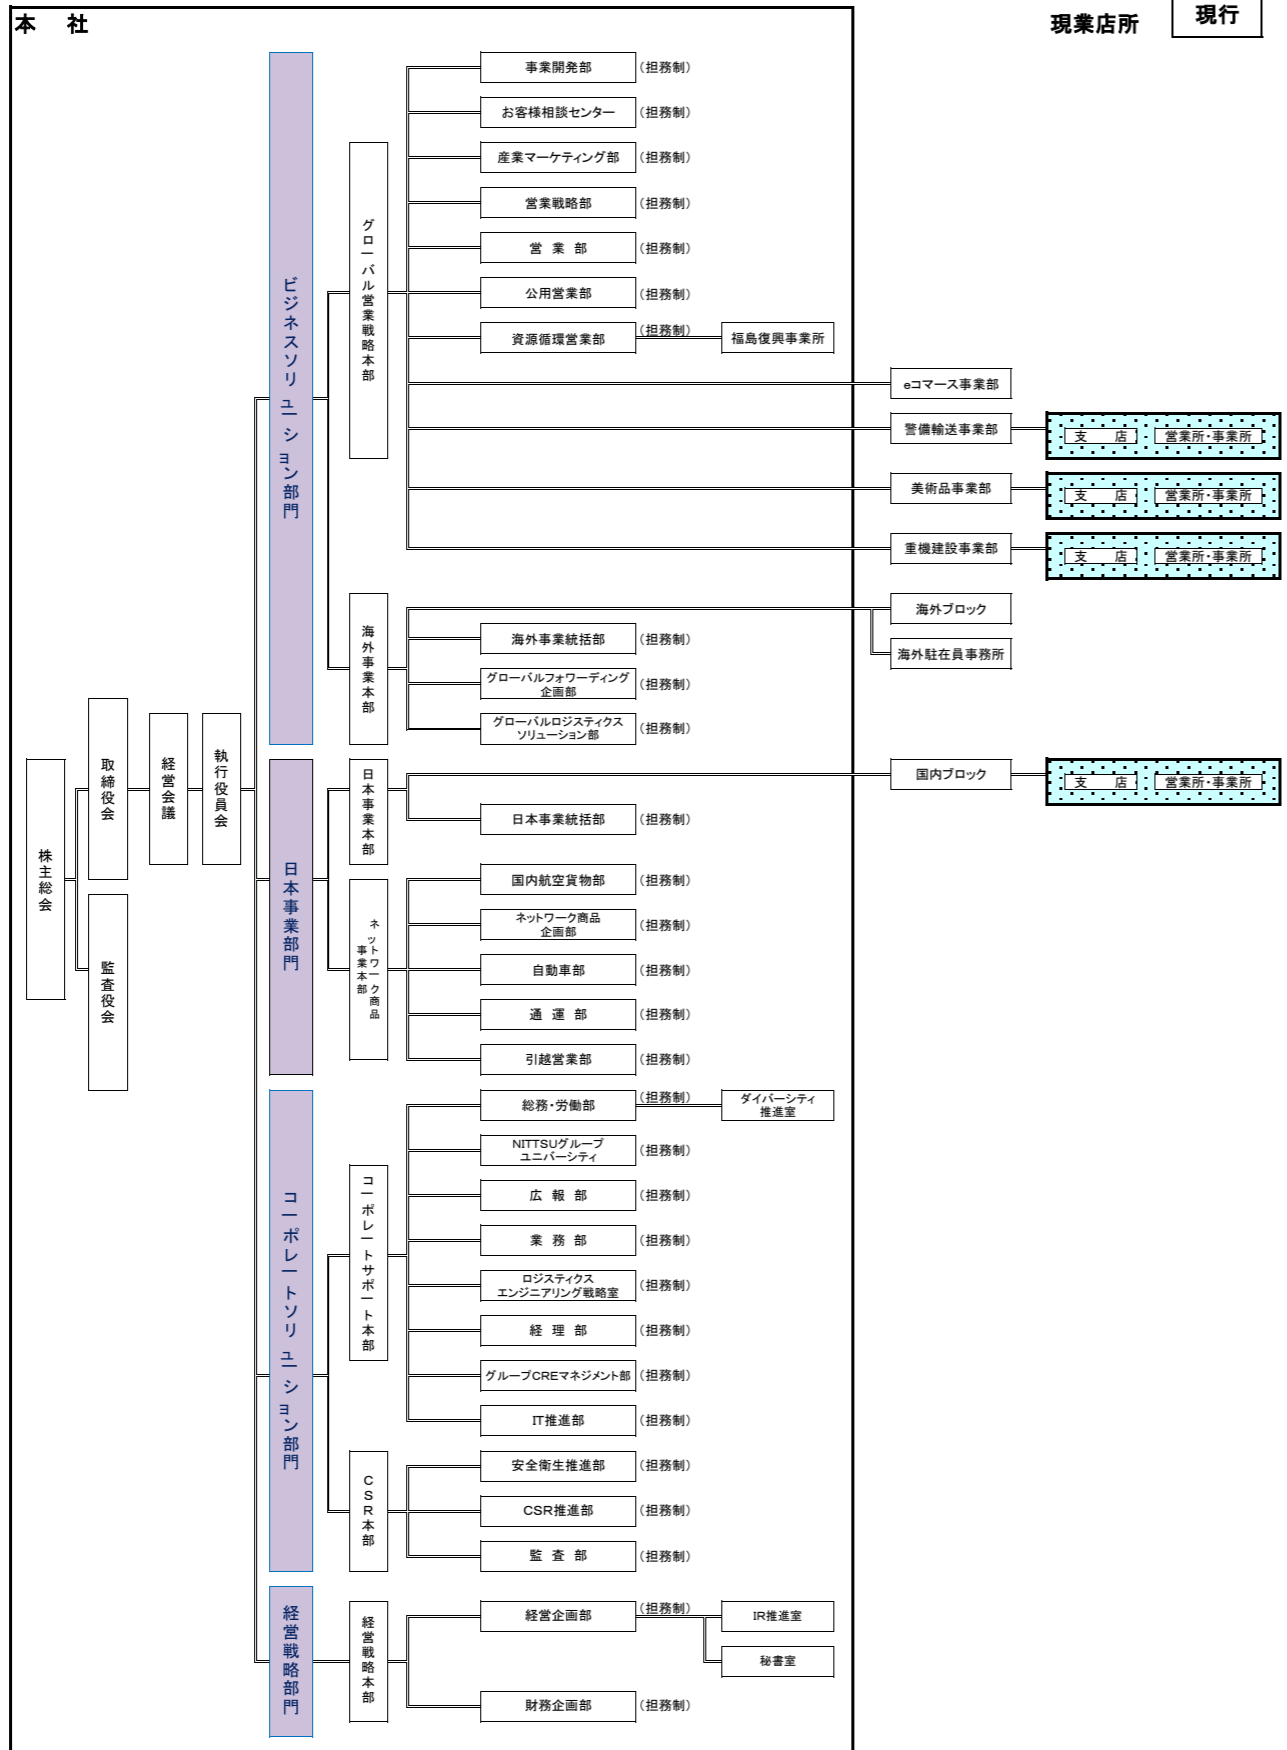 本　社
現業店所
現行
事業開発部 (担務制)
お客様相談センター (担務制)
産業マーケティング部 (担務制)
営業戦略部 (担務制)
営　業　部 (担務制)
公用営業部 (担務制)
資源循環営業部 (担務制) 福島復興事業所
グローバル営業戦略本部
ビジネスソリューション部門
eコマース事業部
警備輸送事業部 支　店 営業所・事業所
美術品事業部 支　店 営業所・事業所
重機建設事業部 支　店 営業所・事業所
海外事業本部
海外ブロック
海外事業統括部 (担務制)
海外駐在員事務所
グローバルフォワーディング
企画部 (担務制)
グローバルロジスティクス
ソリューション部 (担務制)
株主総会
取締役会
監査役会
経営会議
執行役員会
日本事業部門
日本事業本部
国内ブロック 支　店 営業所・事業所
日本事業統括部 (担務制)
ネットワーク商品
事業本部
国内航空貨物部 (担務制)
ネットワーク商品
企画部 (担務制)
自動車部 (担務制)
通　運　部 (担務制)
引越営業部 (担務制)
コーポレートソリューション部門
コーポレートサポート本部
総務・労働部 (担務制) ダイバーシティ
推進室
NITTSUグループ
ユニバーシティ (担務制)
広　報　部 (担務制)
業　務　部 (担務制)
ロジスティクス
エンジニアリング戦略室 (担務制)
経　理　部 (担務制)
グループCREマネジメント部 (担務制)
IT推進部 (担務制)
CSR本部
安全衛生推進部 (担務制)
CSR推進部 (担務制)
監　査　部 (担務制)
経営戦略部門
経営戦略本部
経営企画部 (担務制) IR推進室
秘書室
財務企画部 (担務制)